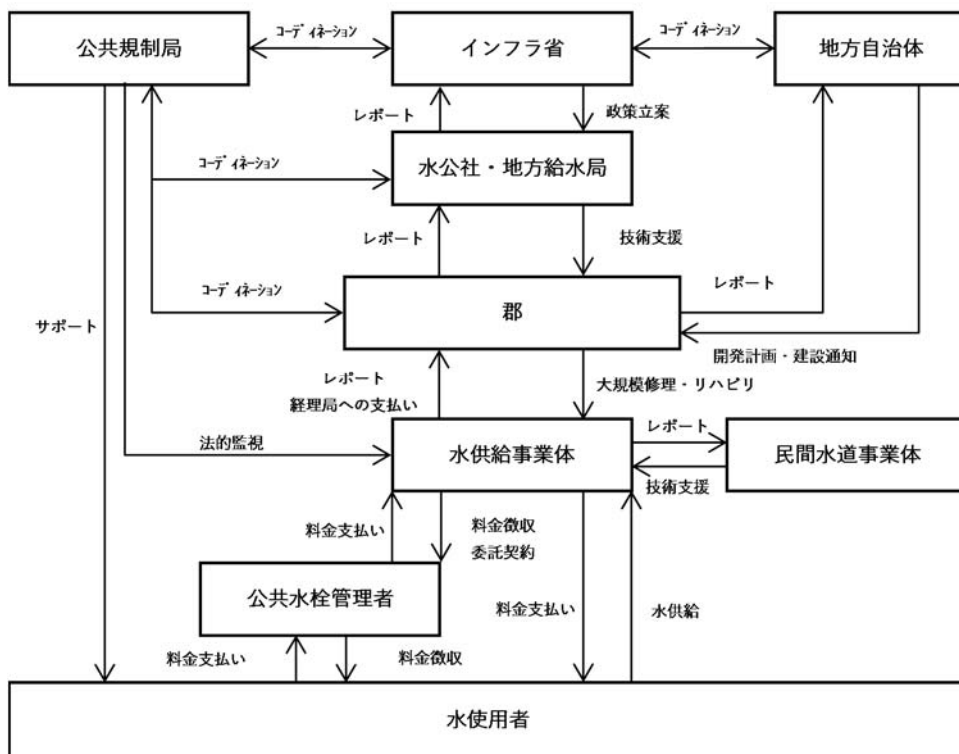 公共規制局
コーディネーション
インフラ省
コーディネーション
地方自治体
レポート
政策立案
コーディネーション
水公社・地方給水局
レポート
技術支援
コーディネーション
郡
レポート
サポート
開発計画・建設通知
レポート
経理局への支払い
大規模修理・リハビリ
法的監視
水供給事業体
レポート
民間水道事業体
技術支援
料金支払い
料金徴収
委託契約
公共水栓管理者
料金支払い
水供給
料金支払い
料金徴収
水使用者